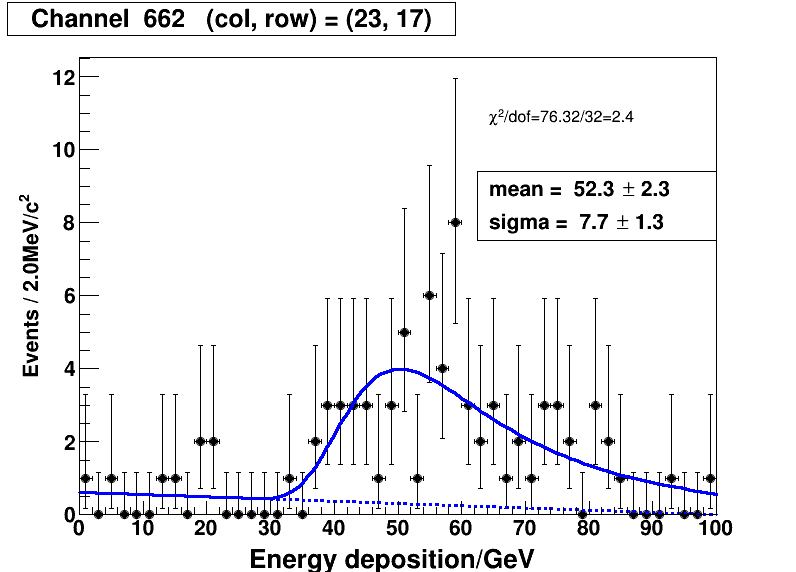 Channel 662 (col, row) = (23, 17)
χ²/dof=76.32/32=2.4
mean = 52.3 ± 2.3
sigma = 7.7 ± 1.3
Events / 2.0MeV/c²
12
10
8
6
4
2
0
0 10 20 30 40 50 60 70 80 90 100
Energy deposition/GeV